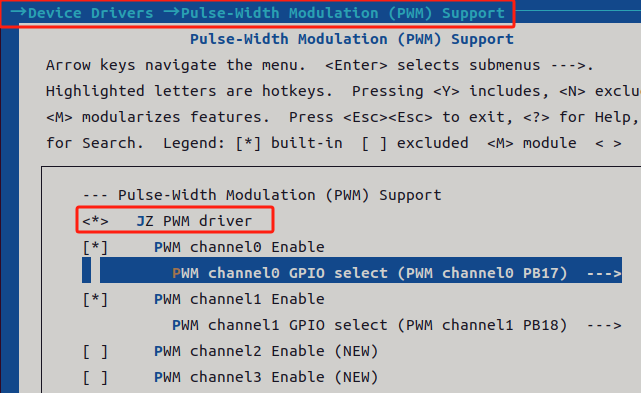 →Device Drivers →Pulse-Width Modulation (PWM) Support
Pulse-Width Modulation (PWM) Support
Arrow keys navigate the menu. <Enter> selects submenus --->.
Highlighted letters are hotkeys. Pressing <Y> includes, <N> exclu
<M> modularizes features. Press <Esc><Esc> to exit, <?> for Help,
for Search. Legend: [*] built-in [ ] excluded <M> module < >
--- Pulse-Width Modulation (PWM) Support
<*> JZ PWM driver
[*] PWM channel0 Enable
PWM channel0 GPIO select (PWM channel0 PB17) --->
[*] PWM channel1 Enable
PWM channel1 GPIO select (PWM channel1 PB18) --->
[ ] PWM channel2 Enable (NEW)
[ ] PWM channel3 Enable (NEW)